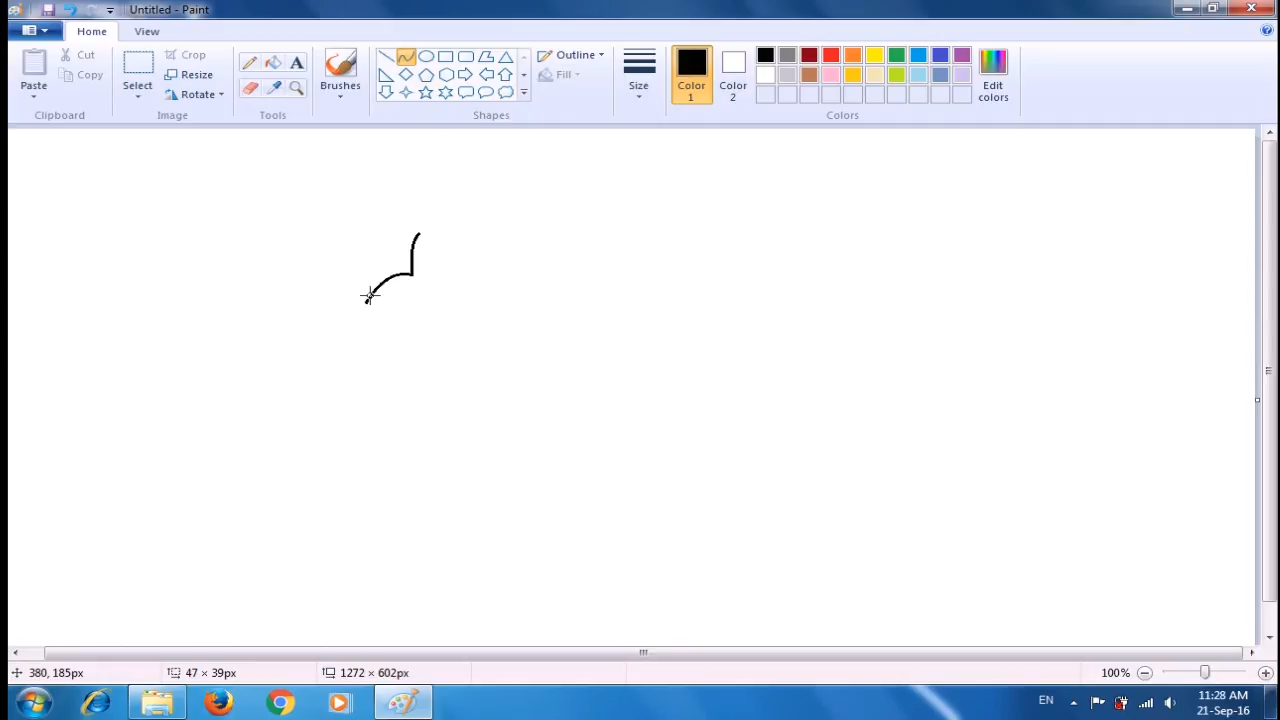 Untitled - Paint
Home View
Paste
Cut
Copy
Clipboard
Select
Crop
Resize
Rotate
Image
A
Tools
Brushes
Shapes
Outline
Fill
Size
Color 1
Color 2
Edit colors
Colors
380, 185px
47 × 39px
1272 × 602px
100%
EN
11:28 AM
21-Sep-16